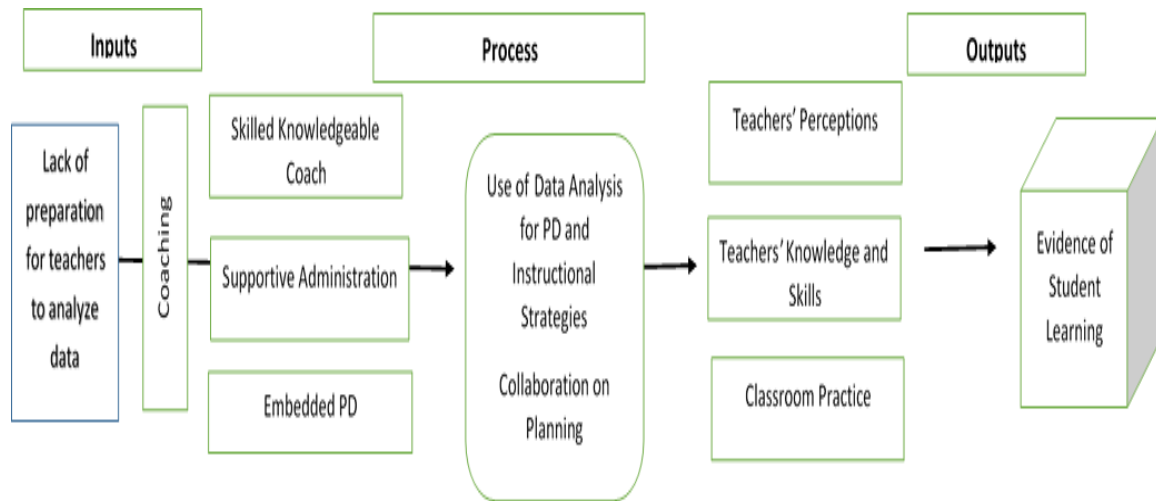 Inputs
Process
Outputs
Lack of
preparation
for teachers
to analyze
data
Coaching
Skilled Knowledgeable
Coach
Supportive Administration
Embedded PD
Use of Data Analysis
for PD and
Instructional
Strategies
Collaboration on
Planning
Teachers' Perceptions
Teachers' Knowledge and
Skills
Classroom Practice
Evidence of
Student
Learning